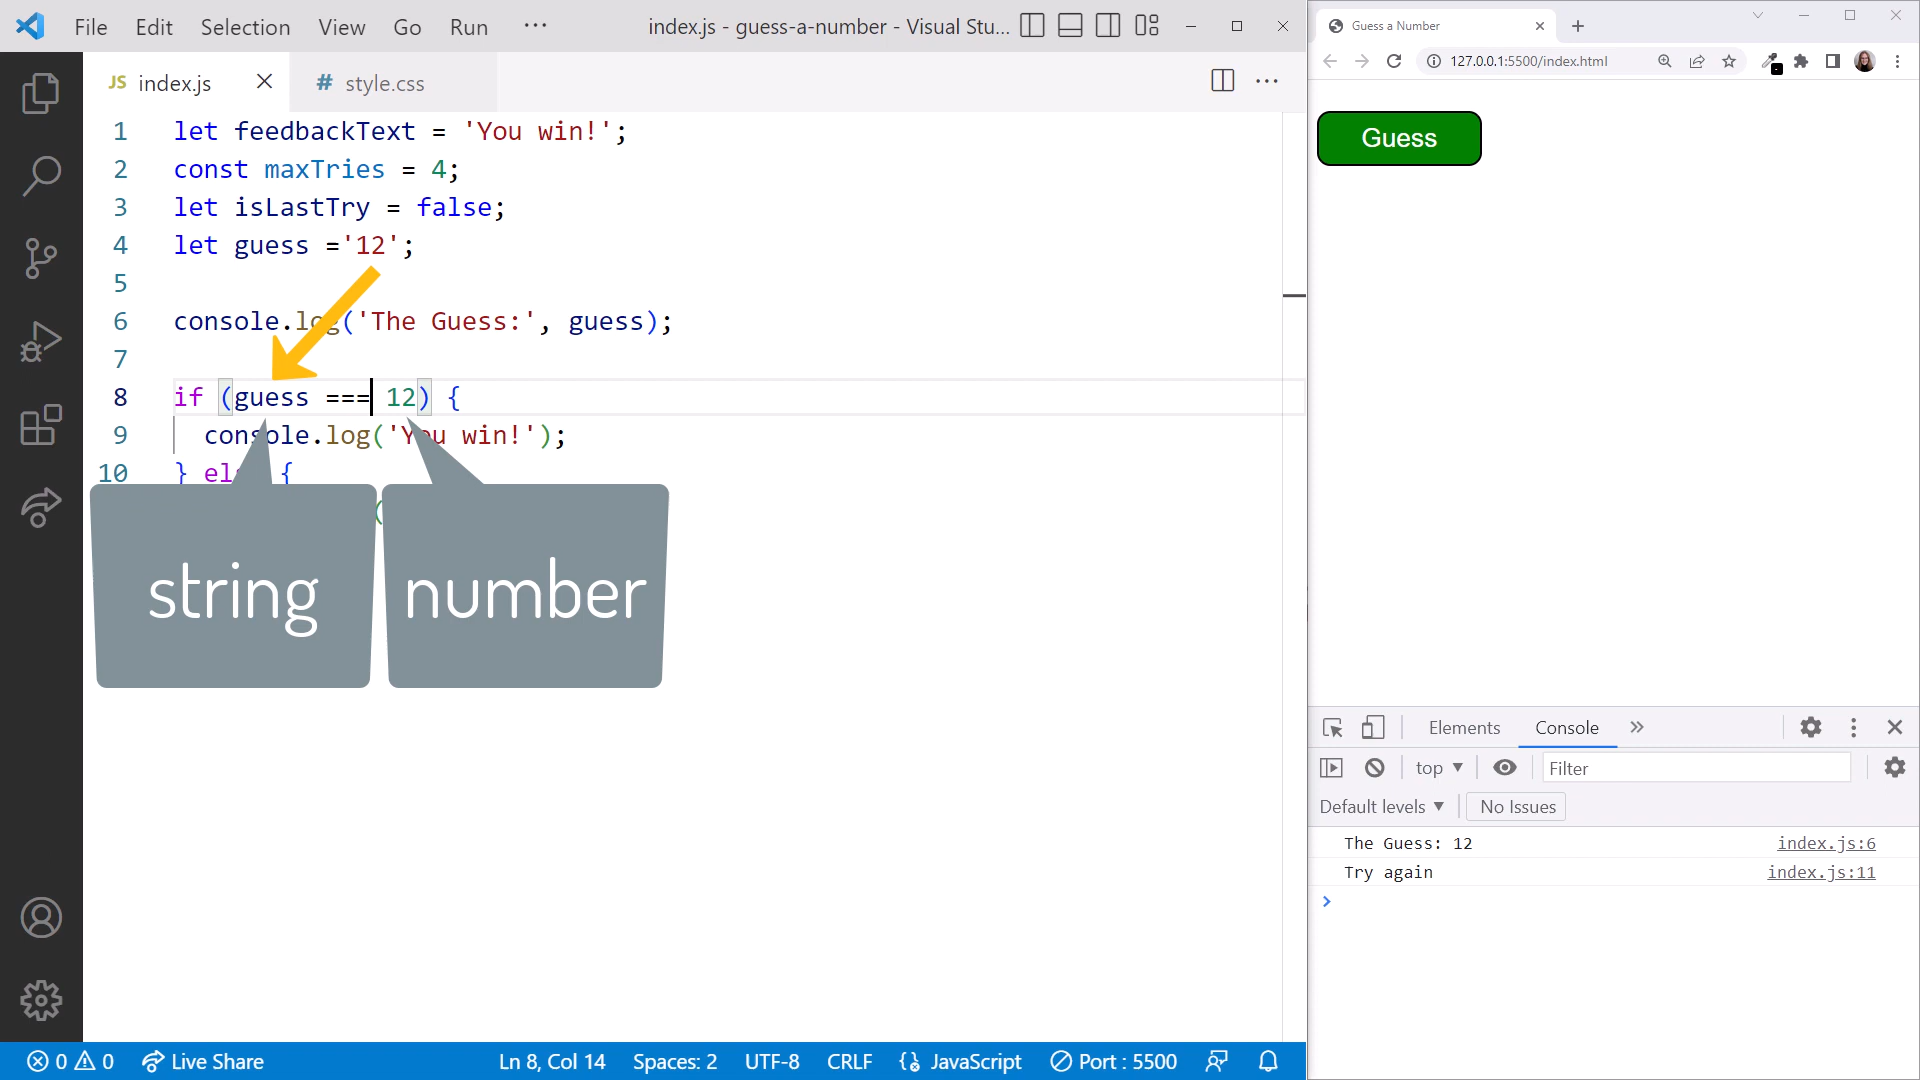 File Edit Selection View Go Run ··· index.js - guess-a-number - Visual Stu...
JS index.js # style.css
1 let feedbackText = 'You win!';
2 const maxTries = 4;
3 let isLastTry = false;
4 let guess ='12';
5
6 console.log('The Guess:', guess);
7
8 if (guess === 12) {
9 console.log('You win!');
10 } else {
(
string
number
0 0 Live Share Ln 8, Col 14 Spaces: 2 UTF-8 CRLF JavaScript Port : 5500
Guess a Number
127.0.0.1:5500/index.html
Guess
Elements Console »
top Filter
Default levels No Issues
The Guess: 12 index.js:6
Try again index.js:11
>